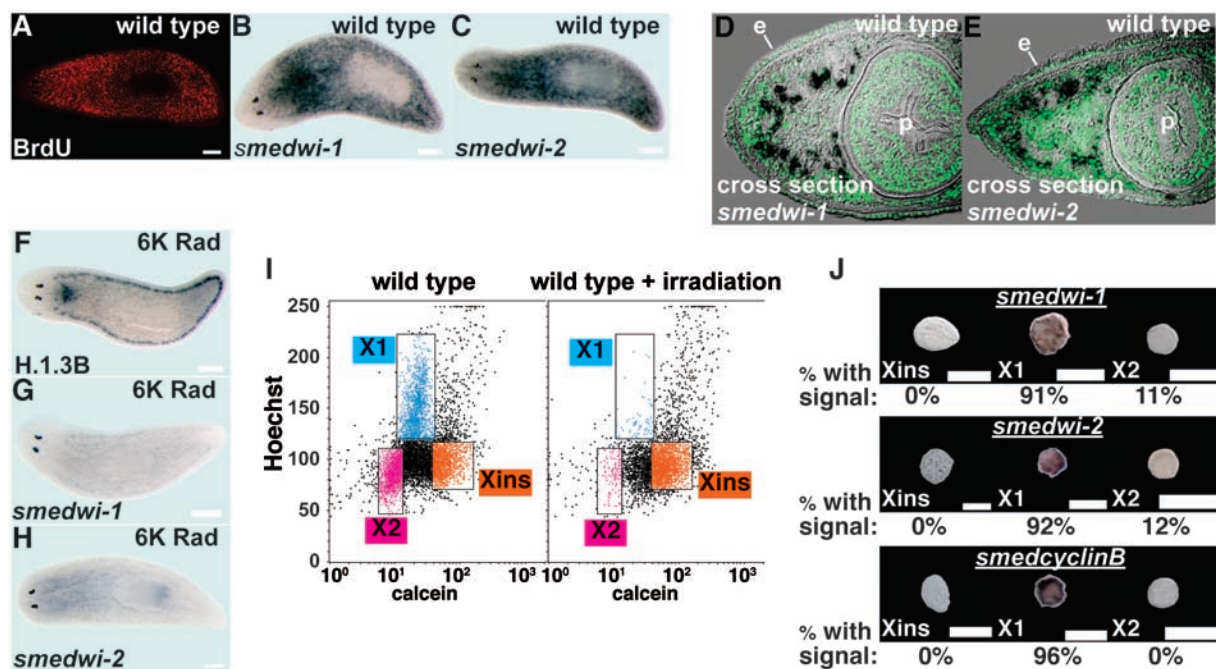 A
wild type
BrdU
B
wild type
smedwi-1
C
wild type
smedwi-2
D
wild type
e
p
cross section
smedwi-1
E
wild type
e
p
cross section
smedwi-2
F
6K Rad
H.1.3B
G
6K Rad
smedwi-1
H
6K Rad
smedwi-2
I
wild type
wild type + irradiation
Hoechst
250
200
150
100
50
0
X1
X2
Xins
X1
X2
Xins
10⁰ 10¹ 10² 10³
calcein
10⁰ 10¹ 10² 10³
calcein
J
smedwi-1
Xins X1 X2
% with
signal: 0% 91% 11%
smedwi-2
Xins X1 X2
% with
signal: 0% 92% 12%
smedcyclinB
Xins X1 X2
% with
signal: 0% 96% 0%